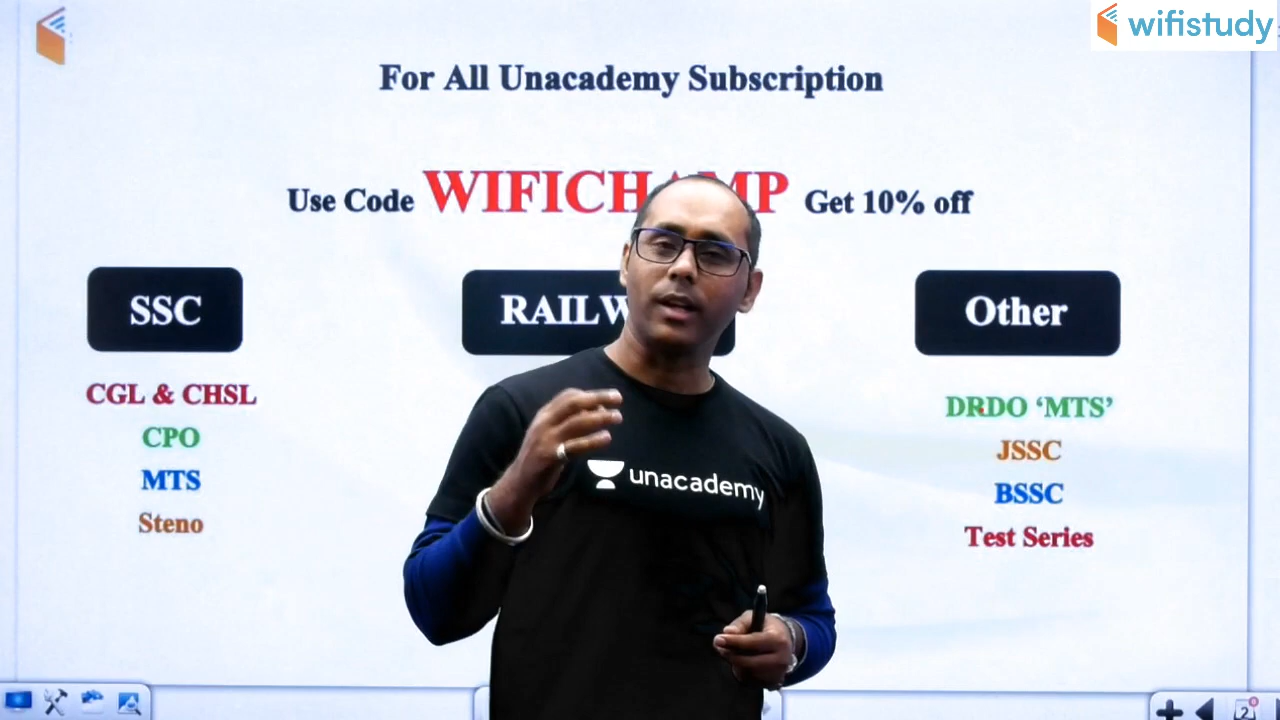 wifistudy
For All Unacademy Subscription
Use Code WIFICHAMP Get 10% off
SSC
CGL & CHSL
CPO
MTS
Steno
Other
DRDO ‘MTS’
JSSC
BSSC
Test Series
unacademy
2